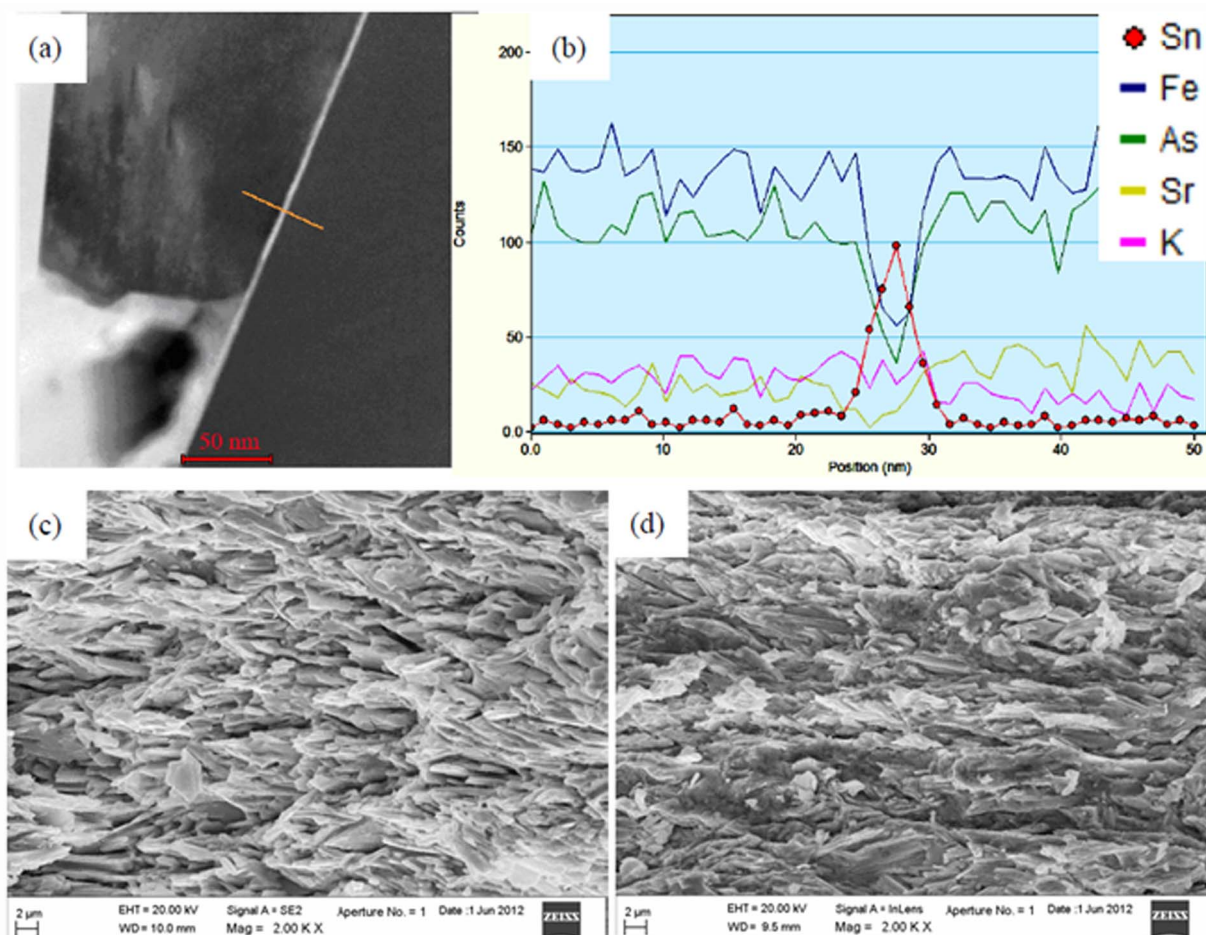 (a)
50 nm
(b)
200
150
100
50
0.0
Counts
0.0
10
20
30
40
50
Position (nm)
Sn
Fe
As
Sr
K
(c)
2 µm
EHT = 20.00 kV
Signal A = SE2
Aperture No. = 1
Date :1 Jun 2012
WD = 10.0 mm
Mag = 2.00 K X
ZEISS
(d)
2 µm
EHT = 20.00 kV
Signal A = InLens
Aperture No. = 1
Date :1 Jun 2012
WD = 9.5 mm
Mag = 2.00 K X
ZEISS